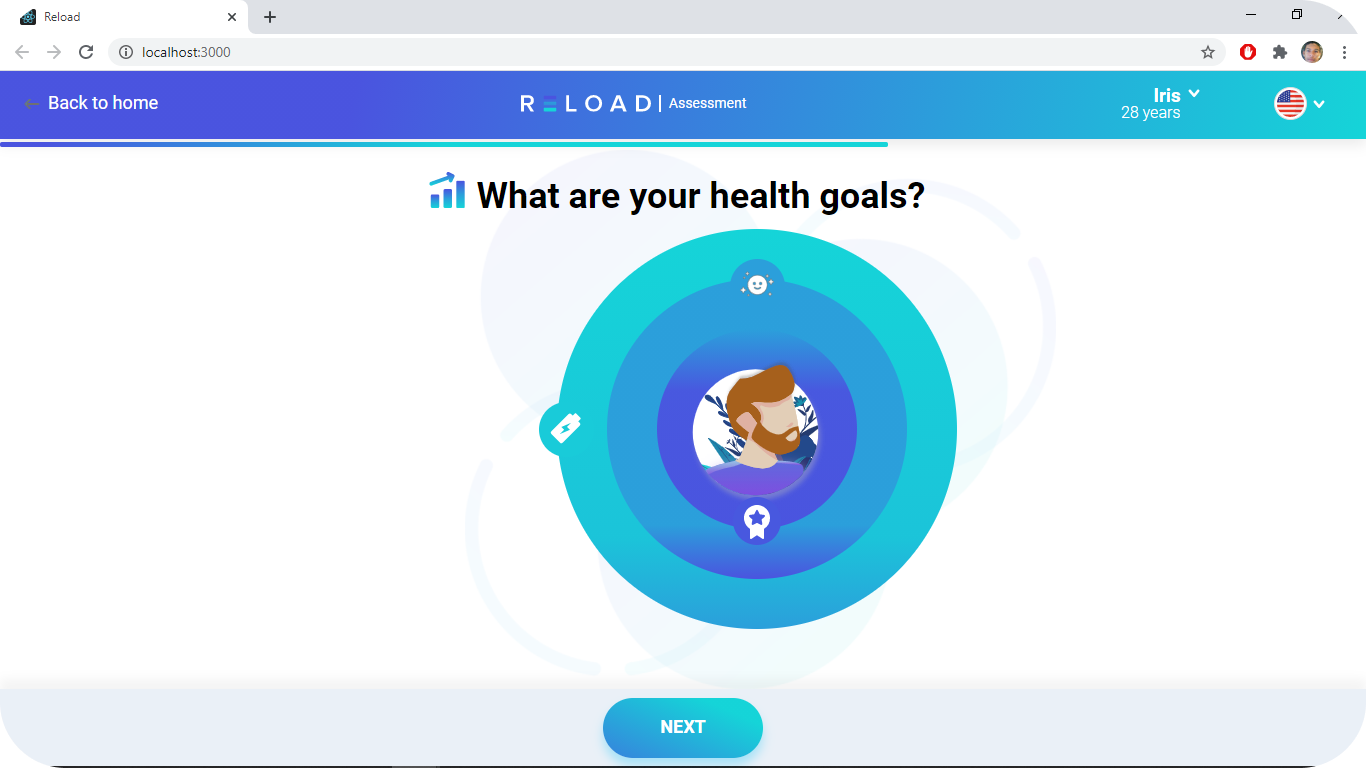 Reload
localhost:3000
Back to home
RELOAD | Assessment
Iris
28 years
What are your health goals?
NEXT